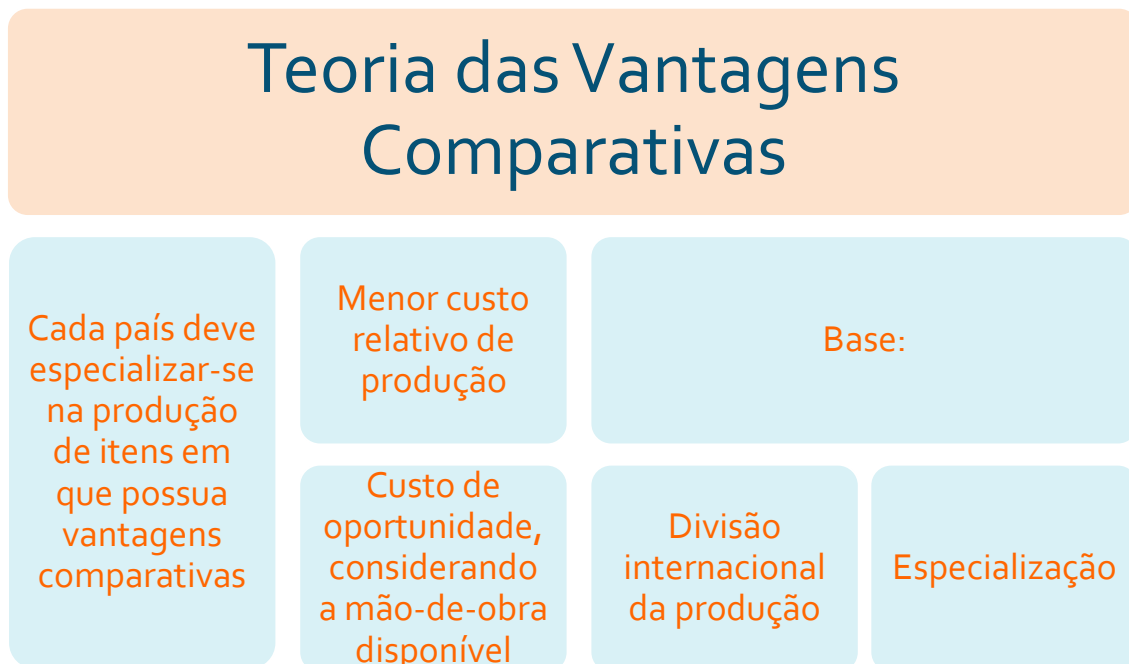 Teoria das Vantagens
Comparativas
Cada país deve
especializar-se
na produção
de itens em
que possua
vantagens
comparativas
Menor custo
relativo de
produção
Custo de
oportunidade,
considerando
a mão-de-obra
disponível
Base:
Divisão
internacional
da produção
Especialização